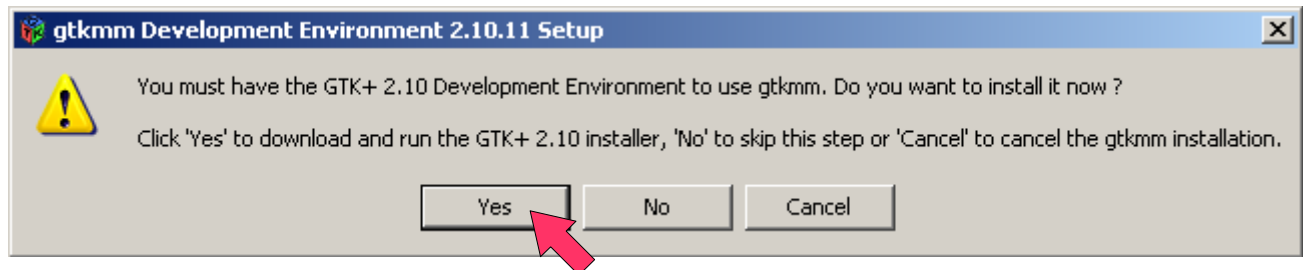 gtkmm Development Environment 2.10.11 Setup
You must have the GTK+ 2.10 Development Environment to use gtkmm. Do you want to install it now ?
Click 'Yes' to download and run the GTK+ 2.10 installer, 'No' to skip this step or 'Cancel' to cancel the gtkmm installation.
Yes No Cancel